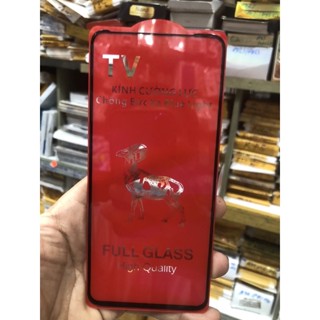 TV
KÍNH CƯỜNG LỰC
FULL GLASS
High Quality